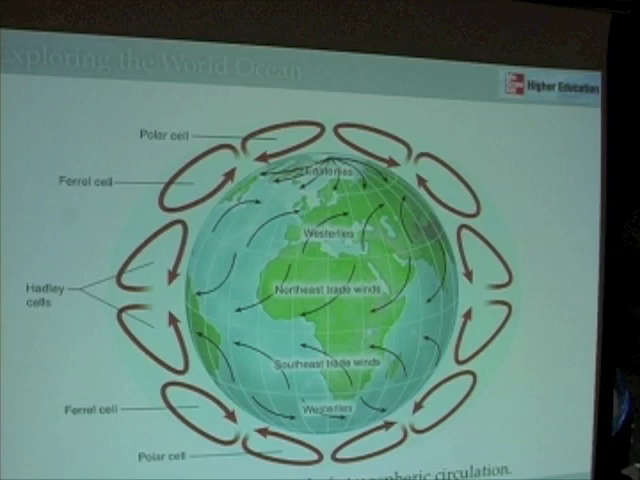 Exploring the World Ocean
Higher Education
Polar cell
Easterlies
Ferrel cell
Westerlies
Hadley
cells
Northeast trade winds
Southeast trade winds
Ferrel cell
Westerlies
Polar cell
circulation.